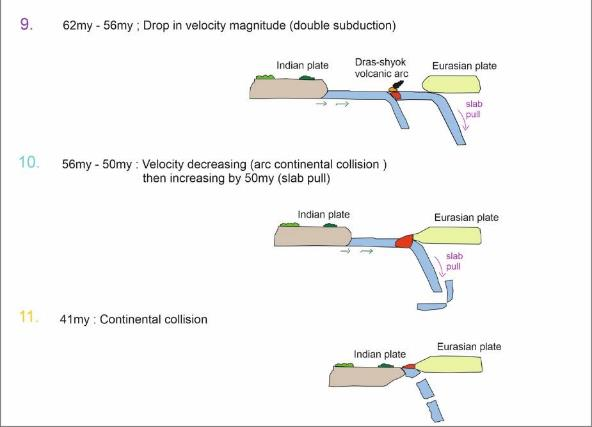 9. 62my - 56my ; Drop in velocity magnitude (double subduction)
Indian plate
Dras-shyok
volcanic arc
Eurasian plate
slab
pull
10. 56my - 50my : Velocity decreasing (arc continental collision )
then increasing by 50my (slab pull)
Indian plate
Eurasian plate
slab
pull
11. 41my : Continental collision
Indian plate
Eurasian plate